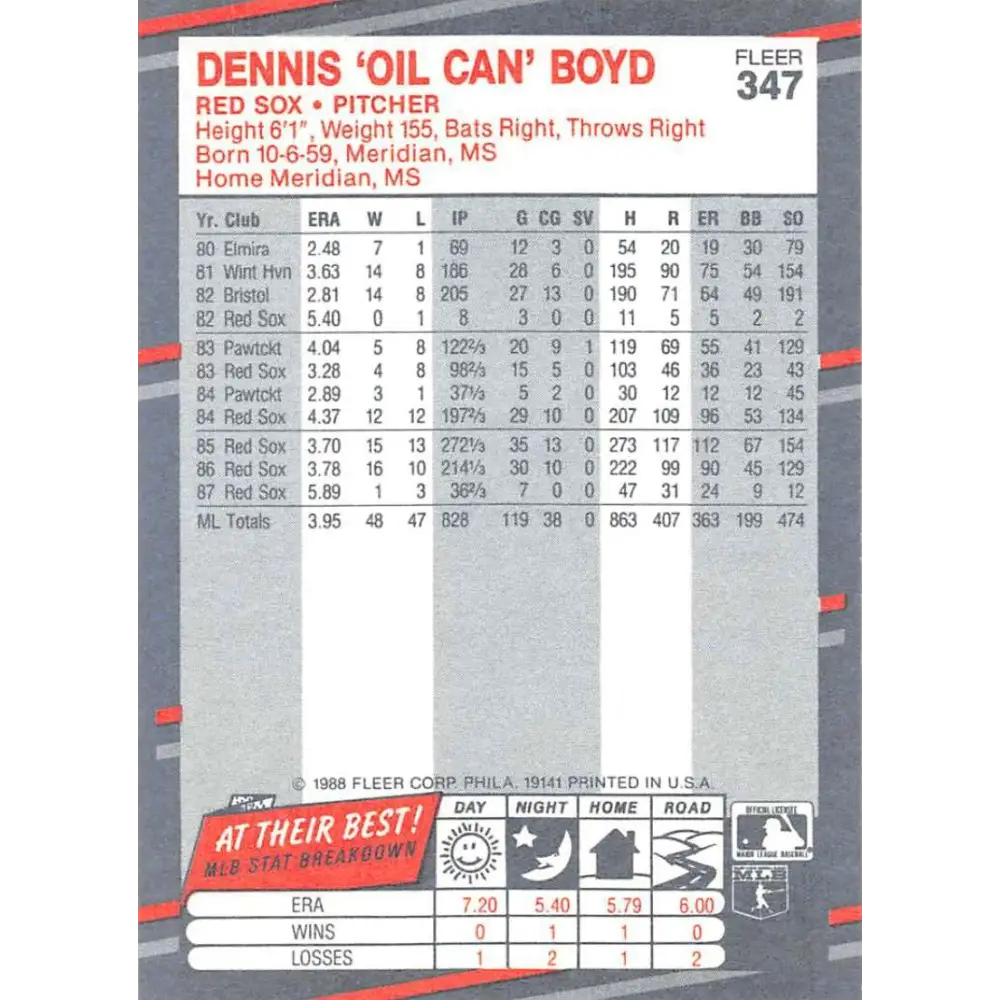 DENNIS ‘OIL CAN’ BOYD
FLEER
347
RED SOX • PITCHER
Height 6'1", Weight 155, Bats Right, Throws Right
Born 10-6-59, Meridian, MS
Home Meridian, MS
Yr. Club ERA W L IP G CG SV H R ER BB SO
80 Elmira 2.48 7 1 69 12 3 0 54 20 19 30 79
81 Wint Hvn 3.63 14 8 186 28 6 0 195 90 75 54 154
82 Bristol 2.81 14 8 205 27 13 0 190 71 64 49 191
82 Red Sox 5.40 0 1 8 3 0 0 11 5 5 2 2
83 Pawtckt 4.04 5 8 122⅔ 20 9 1 119 69 55 41 129
83 Red Sox 3.28 4 8 98⅔ 15 5 0 103 46 36 23 43
84 Pawtckt 2.89 3 1 37⅓ 5 2 0 30 12 12 12 45
84 Red Sox 4.37 12 12 197⅔ 29 10 0 207 109 96 53 134
85 Red Sox 3.70 15 13 272⅓ 35 13 0 273 117 112 67 154
86 Red Sox 3.78 16 10 214⅓ 30 10 0 222 99 90 45 129
87 Red Sox 5.89 1 3 36⅔ 7 0 0 47 31 24 9 12
ML Totals 3.95 48 47 828 119 38 0 863 407 363 199 474
© 1988 FLEER CORP. PHILA. 19141 PRINTED IN U.S.A.
AT THEIR BEST!
MLB STAT BREAKDOWN
DAY NIGHT HOME ROAD
OFFICIAL LICENSEE
MAJOR LEAGUE BASEBALL
MLB
ERA 7.20 5.40 5.79 6.00
WINS 0 1 1 0
LOSSES 1 2 1 2